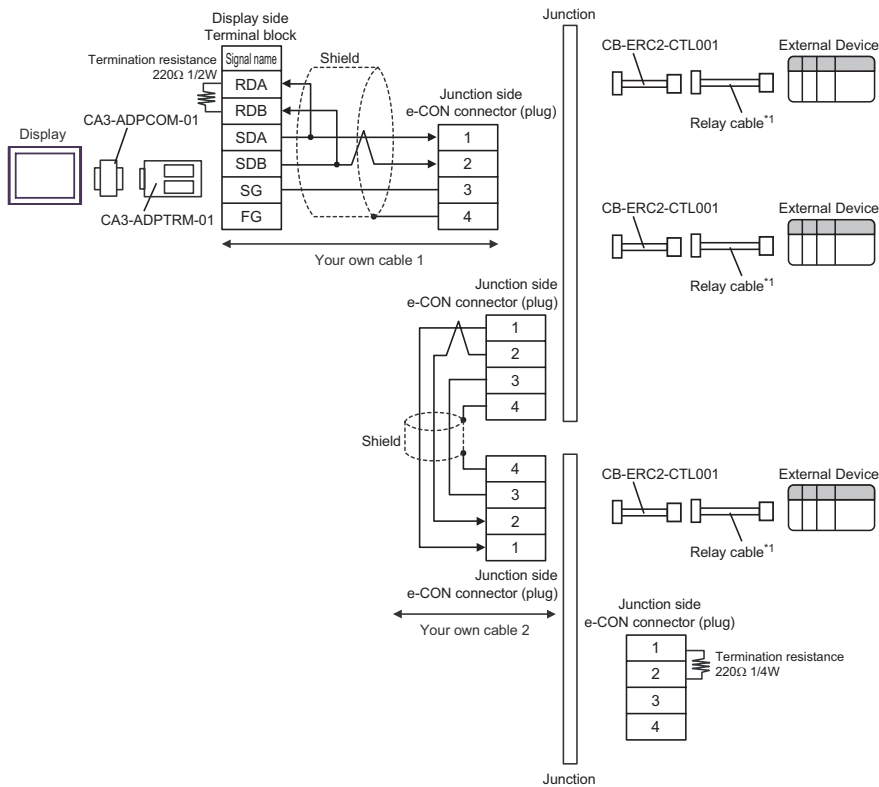 Display side
Terminal block
Junction
Termination resistance
220Ω 1/2W
Signal name
Shield
RDA
RDB
SDA
SDB
SG
FG
Junction side
e-CON connector (plug)
1
2
3
4
Display
CA3-ADPCOM-01
CA3-ADPTRM-01
Your own cable 1
CB-ERC2-CTL001
External Device
Relay cable*1
CB-ERC2-CTL001
External Device
Relay cable*1
Junction side
e-CON connector (plug)
1
2
3
4
Shield
4
3
2
1
Junction side
e-CON connector (plug)
Your own cable 2
CB-ERC2-CTL001
External Device
Relay cable*1
Junction side
e-CON connector (plug)
1
2
3
4
Termination resistance
220Ω 1/4W
Junction